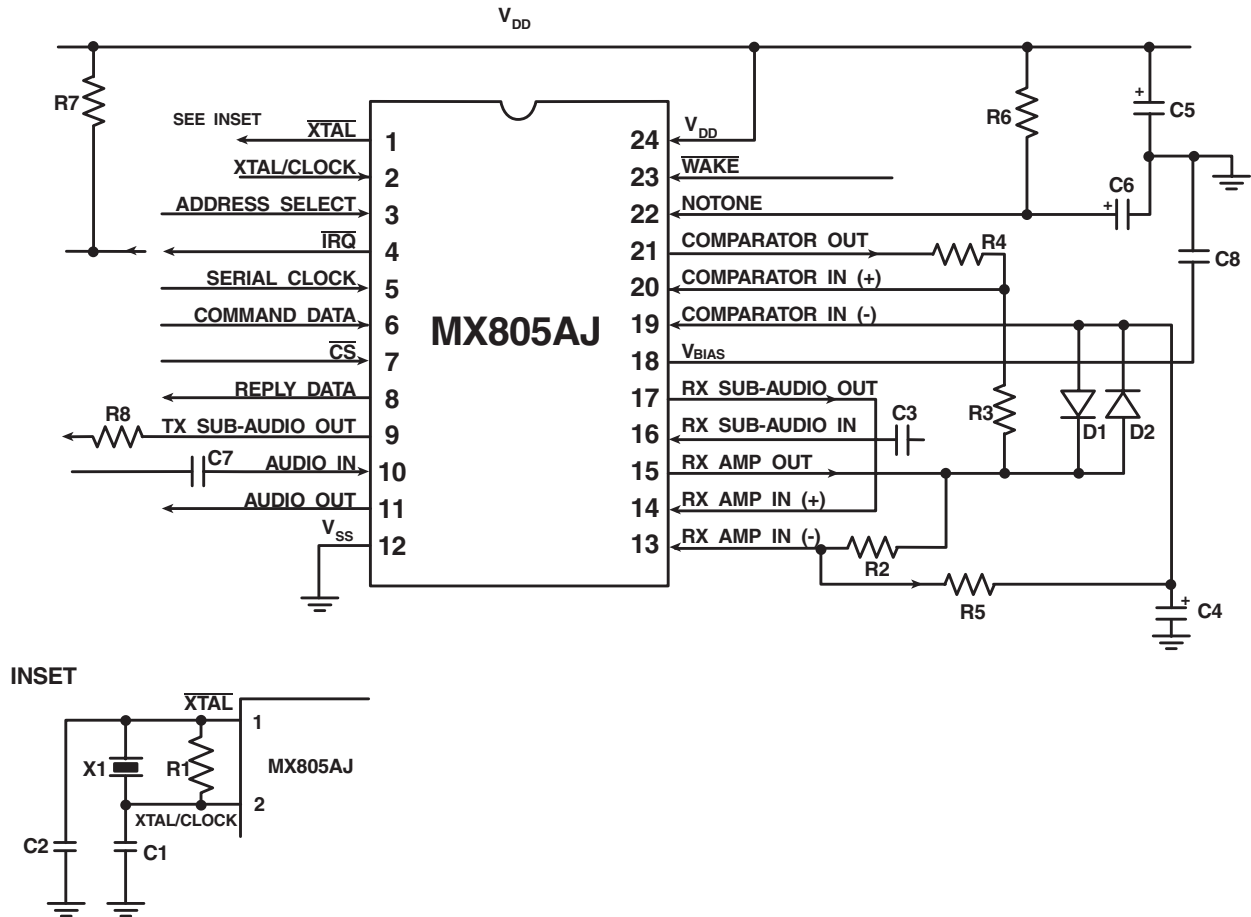 V_DD
R7
SEE INSET
XTAL
1
XTAL/CLOCK
2
ADDRESS SELECT
3
IRQ
4
SERIAL CLOCK
5
COMMAND DATA
6
CS
7
REPLY DATA
8
R8
TX SUB-AUDIO OUT
9
C7
AUDIO IN
10
AUDIO OUT
11
V_SS
12
MX805AJ
24
V_DD
23
WAKE
22
NOTONE
21
COMPARATOR OUT
20
COMPARATOR IN (+)
19
COMPARATOR IN (-)
18
VBIAS
17
RX SUB-AUDIO OUT
16
RX SUB-AUDIO IN
15
RX AMP OUT
14
RX AMP IN (+)
13
RX AMP IN (-)
R6
+
C5
+
C6
C8
R4
R3
D1
D2
C3
R2
R5
+
C4
INSET
XTAL
1
X1
R1
MX805AJ
2
XTAL/CLOCK
C2
C1